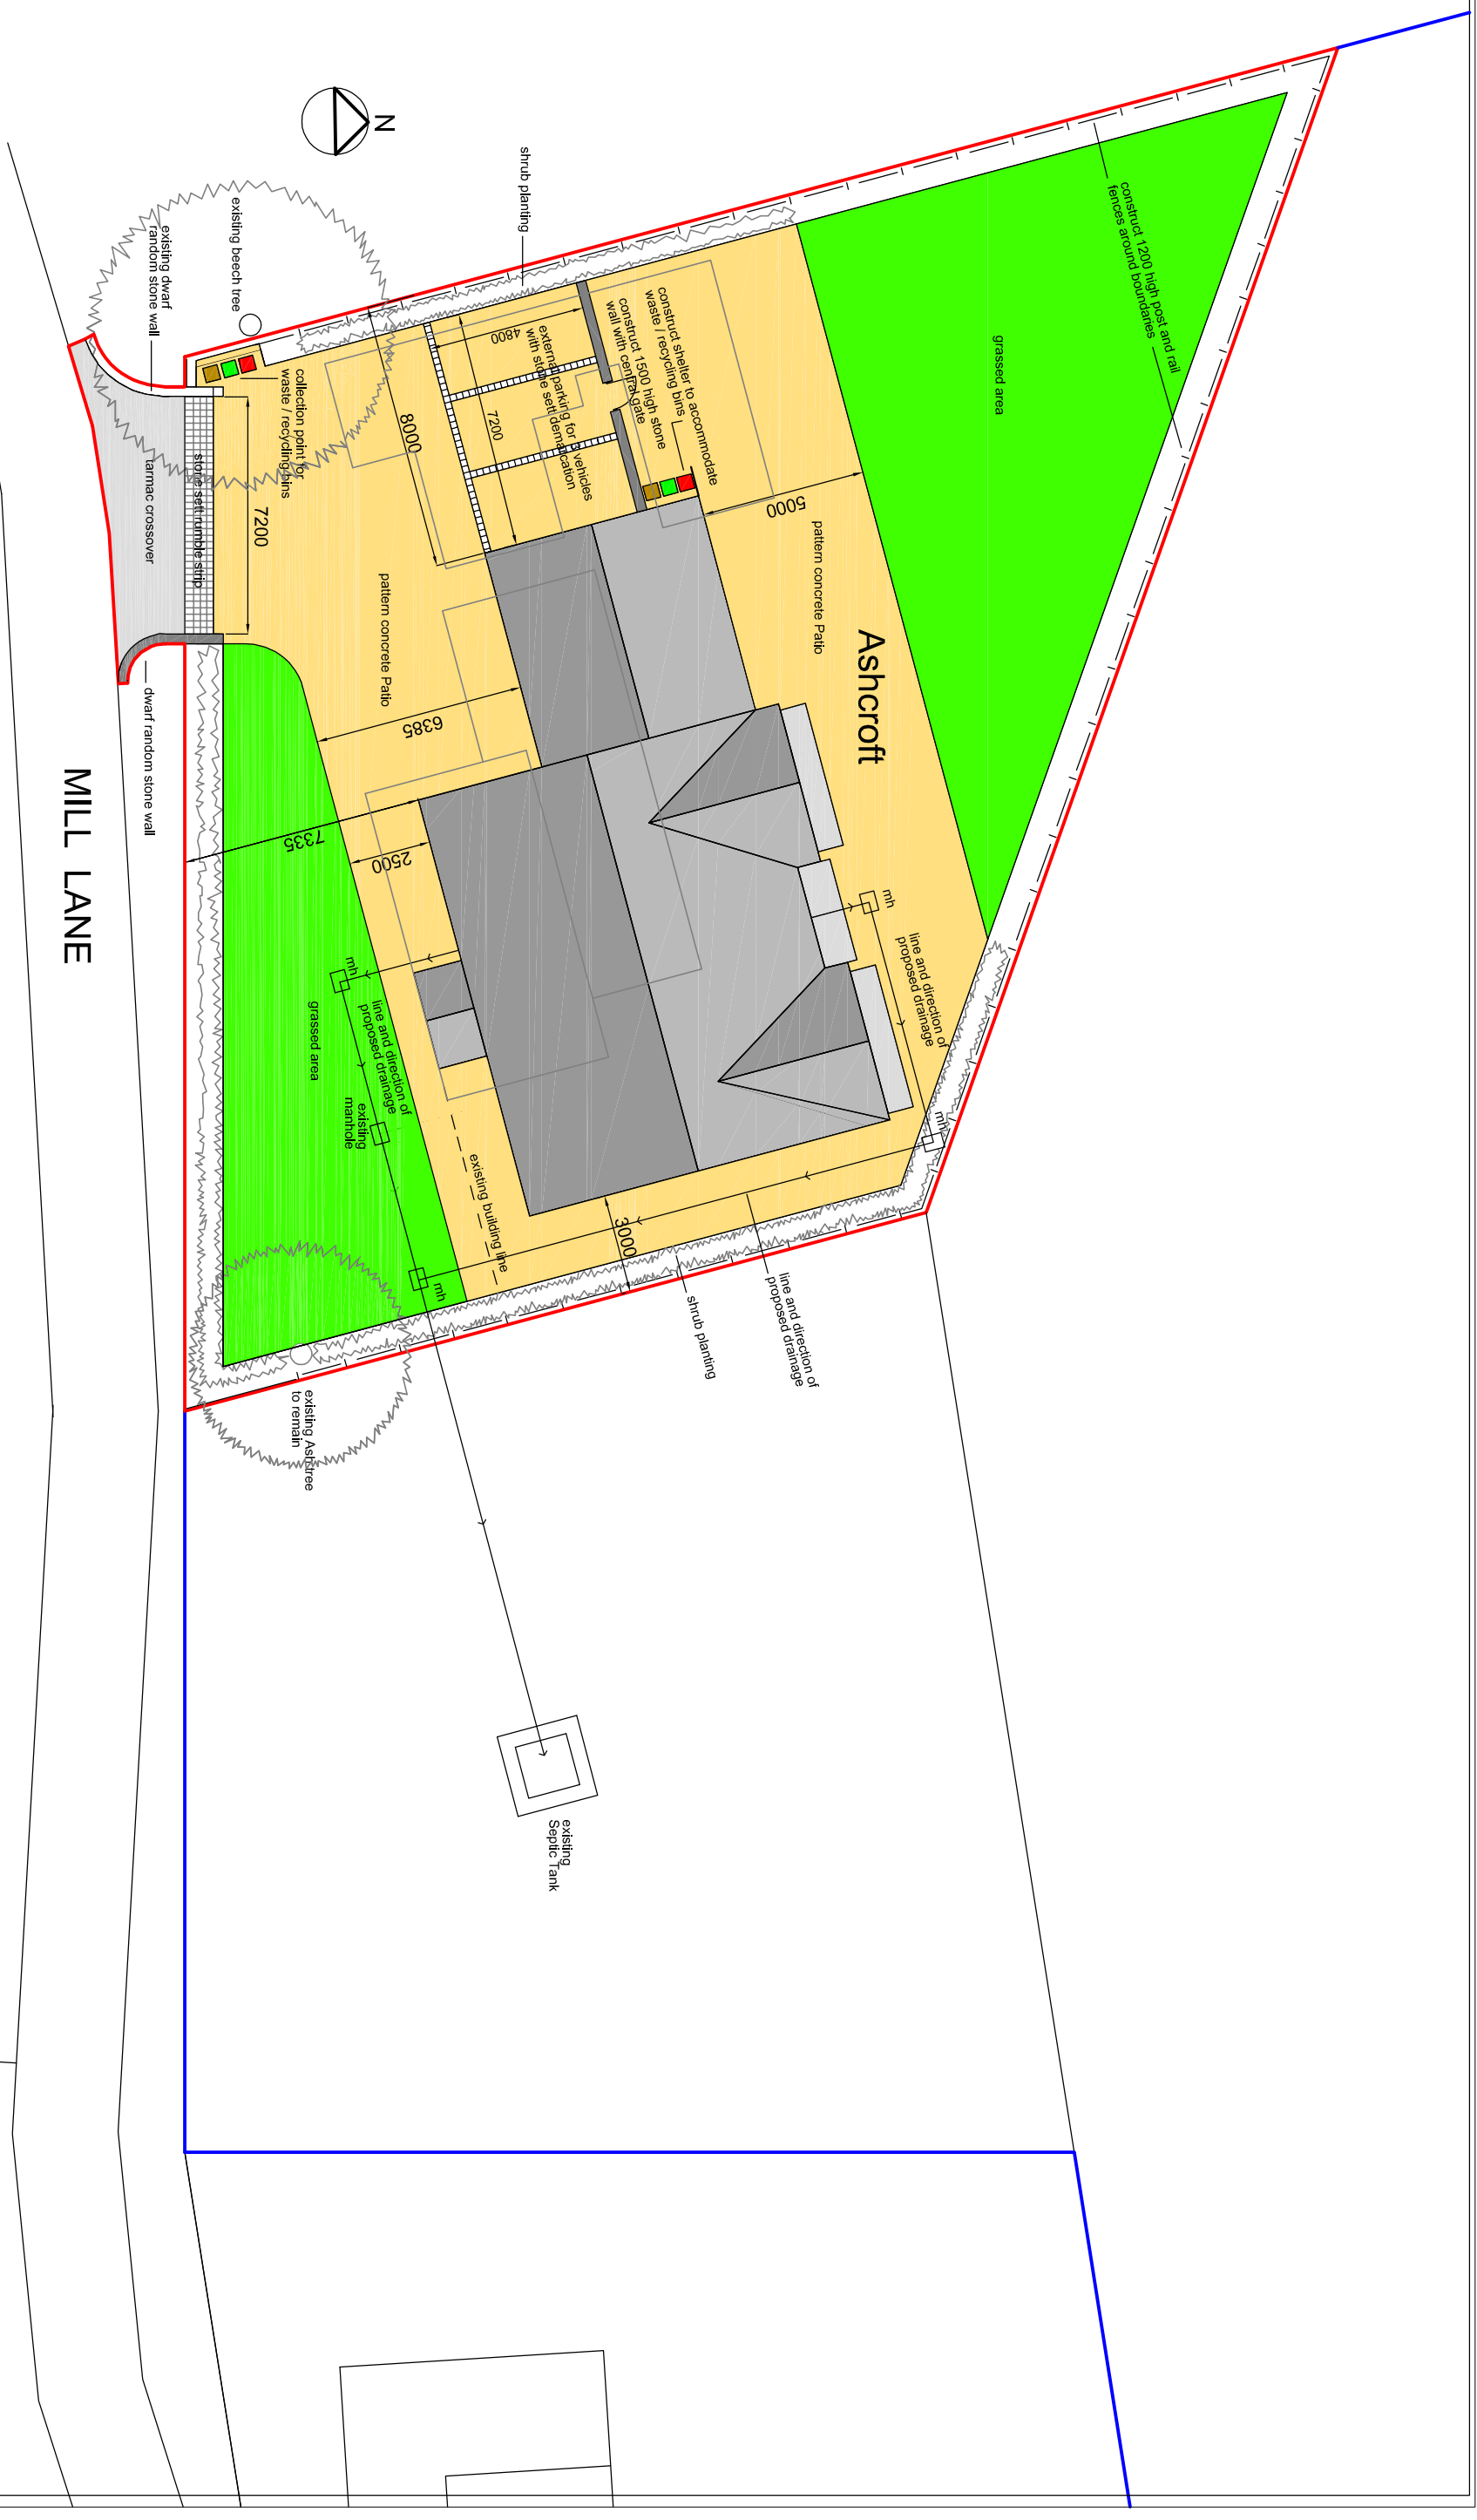 N
construct 1200 high post and rail
fences around boundaries
grassed area
shrub planting
existing beech tree
existing dwarf
random stone wall
construct shelter to accommodate
waste / recycling bins
construct 1500 high stone
wall with central gate
external parking for 3 vehicles
with stone sett demarcation
4800
7200
8000
5000
collection point for
waste / recycling bins
stone sett rumble strip
7200
tarmac crossover
pattern concrete Patio
pattern concrete Patio
Ashcroft
6385
7335
2500
dwarf random stone wall
MILL LANE
mh
line and direction of
proposed drainage
mh
line and direction of
proposed drainage
grassed area
existing
manhole
mh
existing building line
3000
mh
line and direction of
proposed drainage
shrub planting
existing Ash tree
to remain
existing
Septic Tank